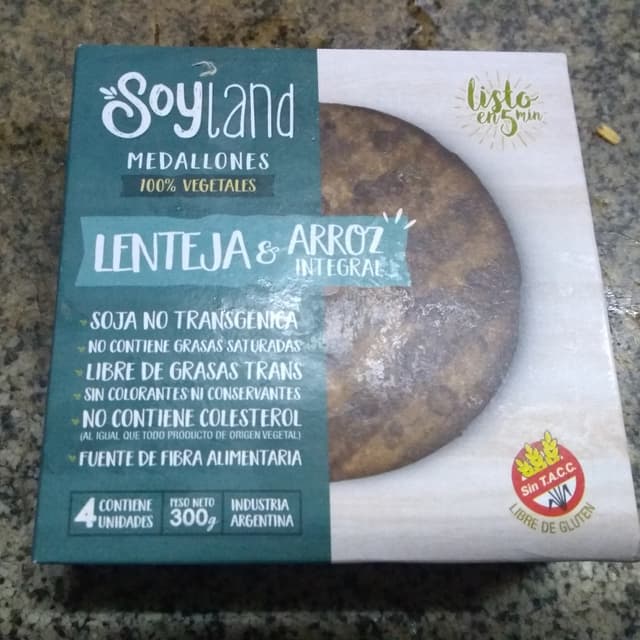 Soyland
MEDALLONES
100% VEGETALES
LENTEJA & ARROZ
INTEGRAL
SOJA NO TRANSGÉNICA
NO CONTIENE GRASAS SATURADAS
LIBRE DE GRASAS TRANS
SIN COLORANTES NI CONSERVANTES
NO CONTIENE COLESTEROL
(AL IGUAL QUE TODO PRODUCTO DE ORIGEN VEGETAL)
FUENTE DE FIBRA ALIMENTARIA
4 CONTIENE
UNIDADES
PESO NETO
300g
INDUSTRIA
ARGENTINA
listo
en 5 min
Sin T.A.C.C.
LIBRE DE GLUTEN